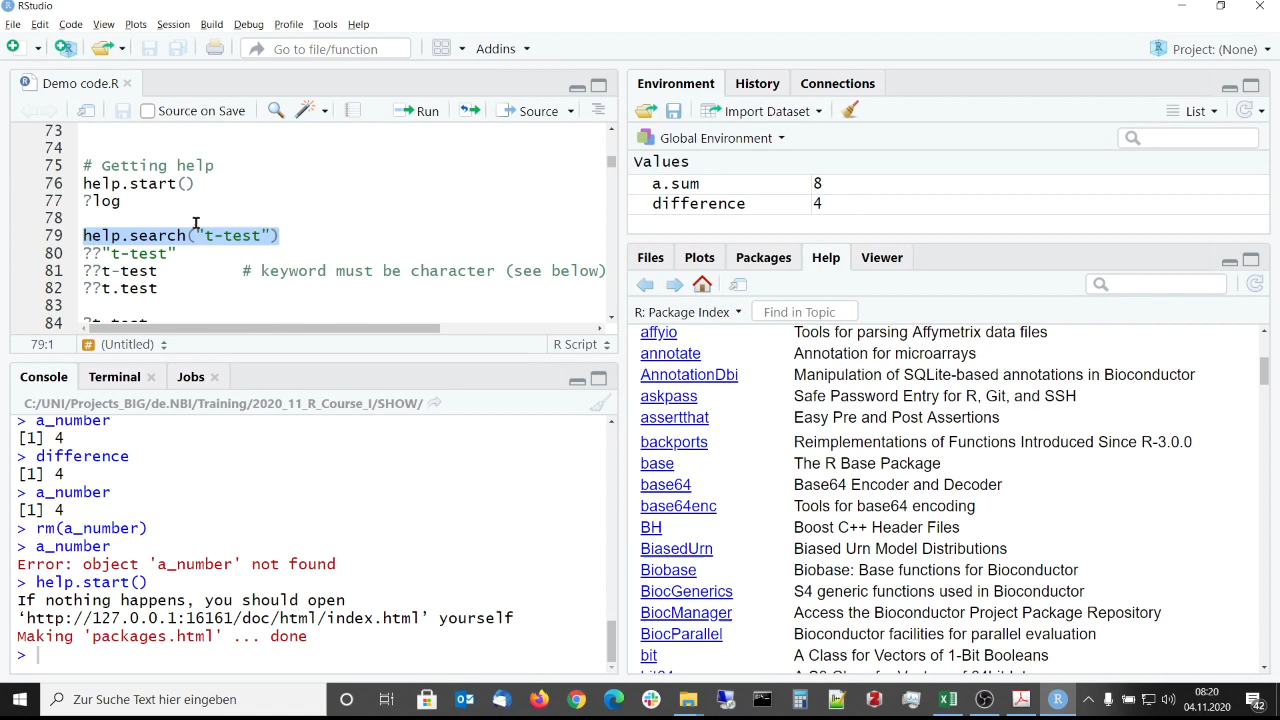 RStudio
File Edit Code View Plots Session Build Debug Profile Tools Help
Go to file/function Addins Project: (None)
Demo code.R
Source on Save Run Source
73
74
75 # Getting help
76 help.start()
77 ?log
78
79 help.search("t-test")
80 ??"t-test"
81 ??t-test # keyword must be character (see below)
82 ??t.test
83
84 ?t.test
79:1 (Untitled) R Script
Console Terminal Jobs
C:/UNI/Projects_BIG/de.NBI/Training/2020_11_R_Course_I/SHOW/
> a_number
[1] 4
> difference
[1] 4
> a_number
[1] 4
> rm(a_number)
> a_number
Error: object 'a_number' not found
> help.start()
If nothing happens, you should open
‘http://127.0.0.1:16161/doc/html/index.html’ yourself
Making 'packages.html' ... done
>
Environment History Connections
Import Dataset List
Global Environment
Values
a.sum 8
difference 4
Files Plots Packages Help Viewer
R: Package Index Find in Topic
affyio Tools for parsing Affymetrix data files
annotate Annotation for microarrays
AnnotationDbi Manipulation of SQLite-based annotations in Bioconductor
askpass Safe Password Entry for R, Git, and SSH
assertthat Easy Pre and Post Assertions
backports Reimplementations of Functions Introduced Since R-3.0.0
base The R Base Package
base64 Base64 Encoder and Decoder
base64enc Tools for base64 encoding
BH Boost C++ Header Files
BiasedUrn Biased Urn Model Distributions
Biobase Biobase: Base functions for Bioconductor
BiocGenerics S4 generic functions used in Bioconductor
BiocManager Access the Bioconductor Project Package Repository
BiocParallel Bioconductor facilities for parallel evaluation
bit A Class for Vectors of 1-Bit Booleans
Zur Suche Text hier eingeben
08:20
04.11.2020
42